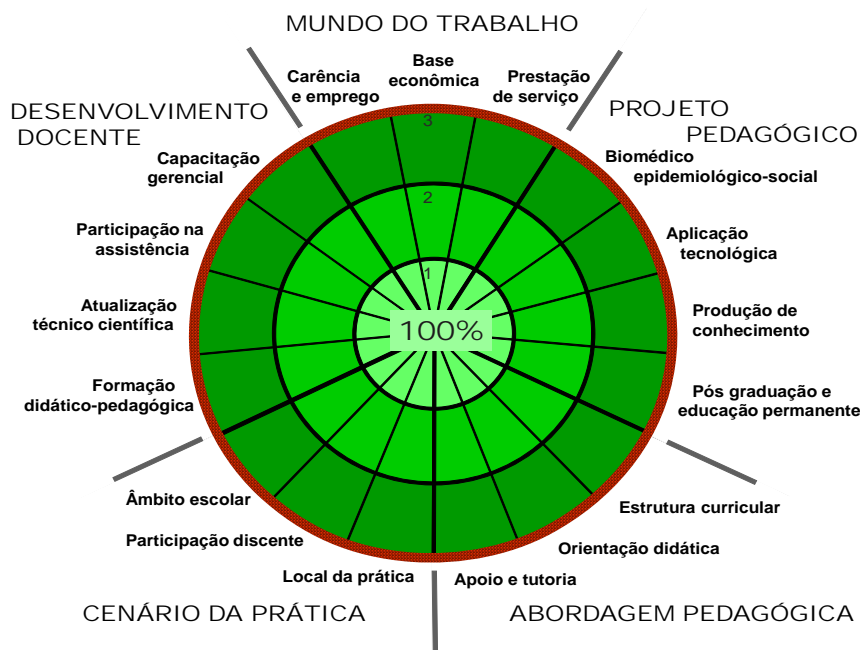 MUNDO DO TRABALHO
Carência
e emprego
Base
econômica
Prestação
de serviço
DESENVOLVIMENTO
DOCENTE
PROJETO
PEDAGÓGICO
Capacitação
gerencial
Participação na
assistência
Atualização
técnico científica
Formação
didático-pedagógica
Biomédico
epidemiológico-social
Aplicação
tecnológica
Produção de
conhecimento
Pós graduação e
educação permanente
3
2
1
100%
Âmbito escolar
Participação discente
Local da prática
Estrutura curricular
Orientação didática
Apoio e tutoria
CENÁRIO DA PRÁTICA
ABORDAGEM PEDAGÓGICA